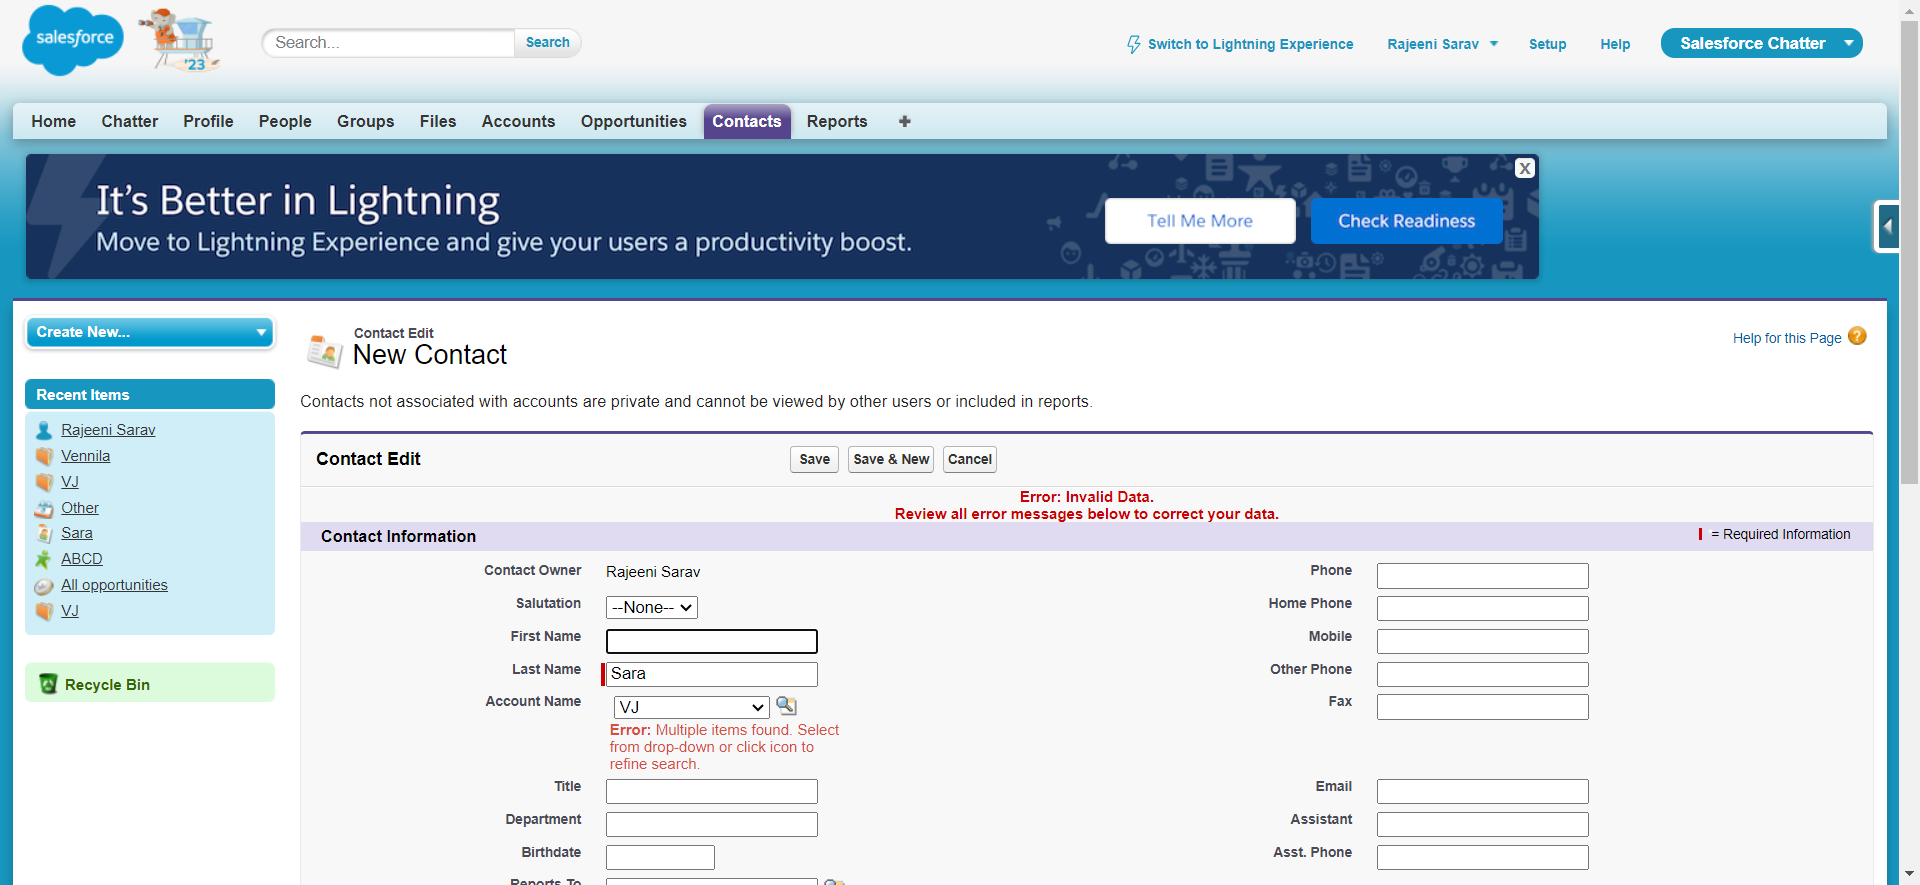 salesforce
'23
Search...
Search
Switch to Lightning Experience
Rajeeni Sarav
Setup
Help
Salesforce Chatter
Home
Chatter
Profile
People
Groups
Files
Accounts
Opportunities
Contacts
Reports
+
It's Better in Lightning
Move to Lightning Experience and give your users a productivity boost.
Tell Me More
Check Readiness
X
Create New...
Recent Items
Rajeeni Sarav
Vennila
VJ
Other
Sara
ABCD
All opportunities
VJ
Recycle Bin
Contact Edit
New Contact
Help for this Page
?
Contacts not associated with accounts are private and cannot be viewed by other users or included in reports.
Contact Edit
Save
Save & New
Cancel
Error: Invalid Data.
Review all error messages below to correct your data.
Contact Information
= Required Information
Contact Owner
Rajeeni Sarav
Salutation
--None--
First Name
Last Name
Sara
Account Name
VJ
Error: Multiple items found. Select
from drop-down or click icon to
refine search.
Title
Department
Birthdate
Reports To
Phone
Home Phone
Mobile
Other Phone
Fax
Email
Assistant
Asst. Phone